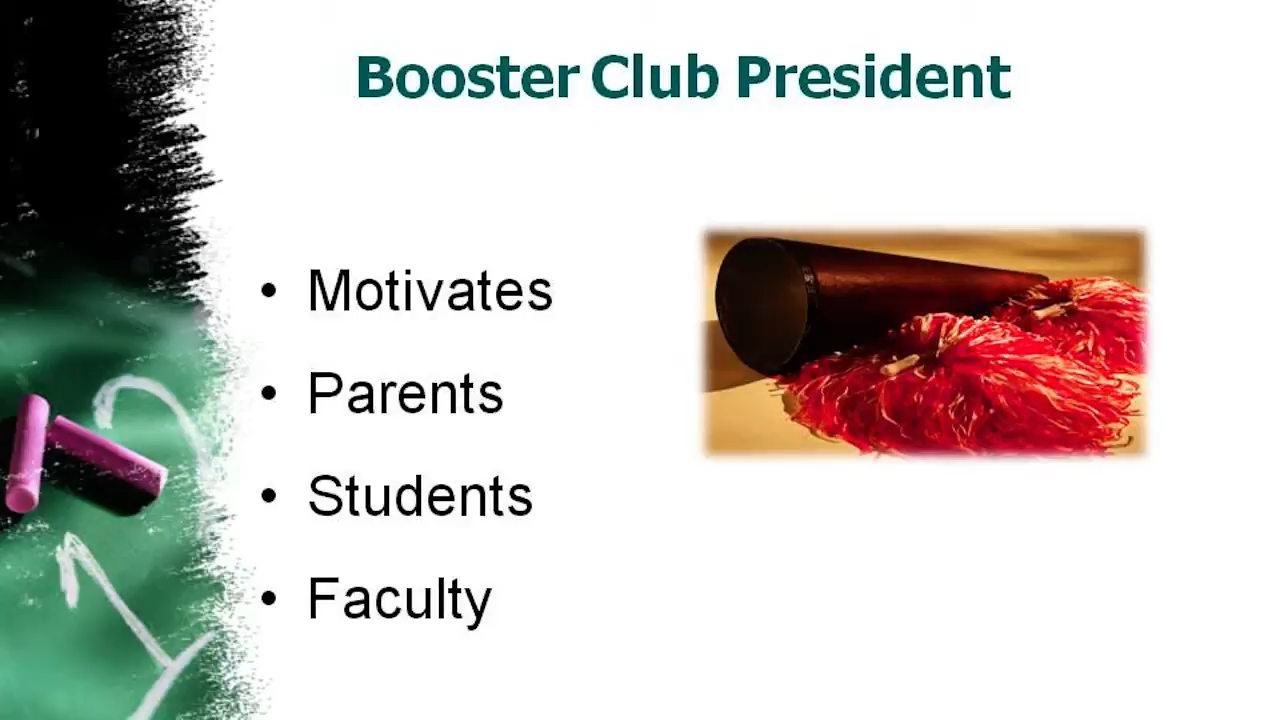 Booster Club President
• Motivates
• Parents
• Students
• Faculty